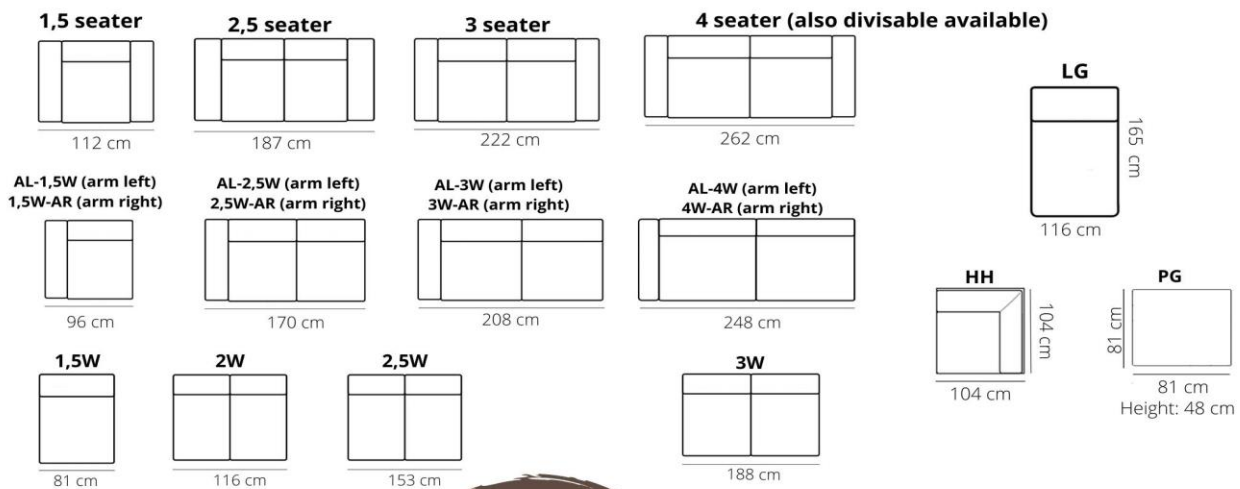 1,5 seater
112 cm
2,5 seater
187 cm
3 seater
222 cm
4 seater (also divisable available)
262 cm
LG
165 cm
116 cm
AL-1,5W (arm left)
1,5W-AR (arm right)
96 cm
AL-2,5W (arm left)
2,5W-AR (arm right)
170 cm
AL-3W (arm left)
3W-AR (arm right)
208 cm
AL-4W (arm left)
4W-AR (arm right)
248 cm
HH
104 cm
104 cm
PG
81 cm
81 cm
Height: 48 cm
1,5W
81 cm
2W
116 cm
2,5W
153 cm
3W
188 cm